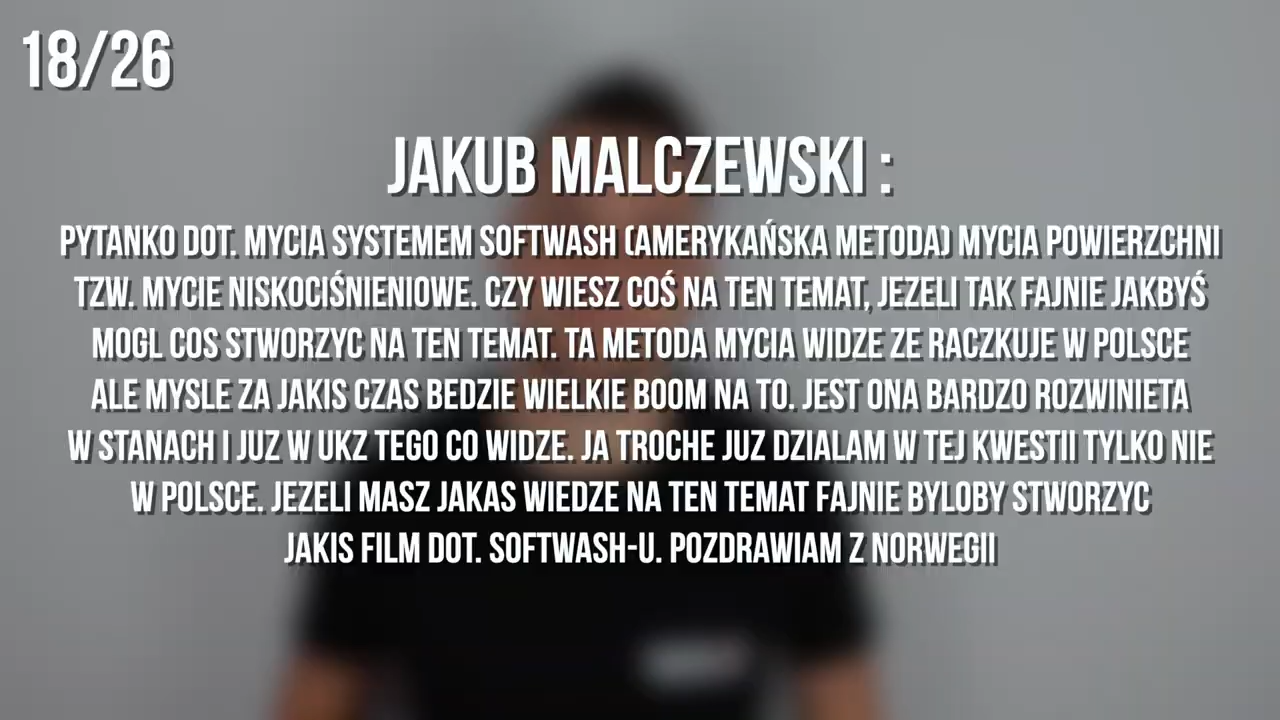 18/26
JAKUB MALCZEWSKI :
PYTANKO DOT. MYCIA SYSTEMEM SOFTWASH (AMERYKAŃSKA METODA) MYCIA POWIERZCHNI
TZW. MYCIE NISKOCIŚNIENIOWE. CZY WIESZ COŚ NA TEN TEMAT, JEZELI TAK FAJNIE JAKBYŚ
MOGL COS STWORZYC NA TEN TEMAT. TA METODA MYCIA WIDZE ZE RACZKUJE W POLSCE
ALE MYSLE ZA JAKIS CZAS BEDZIE WIELKIE BOOM NA TO. JEST ONA BARDZO ROZWINIETA
W STANACH I JUZ W UKZ TEGO CO WIDZE. JA TROCHE JUZ DZIALAM W TEJ KWESTII TYLKO NIE
W POLSCE. JEZELI MASZ JAKAS WIEDZE NA TEN TEMAT FAJNIE BYLOBY STWORZYC
JAKIS FILM DOT. SOFTWASH-U. POZDRAWIAM Z NORWEGII